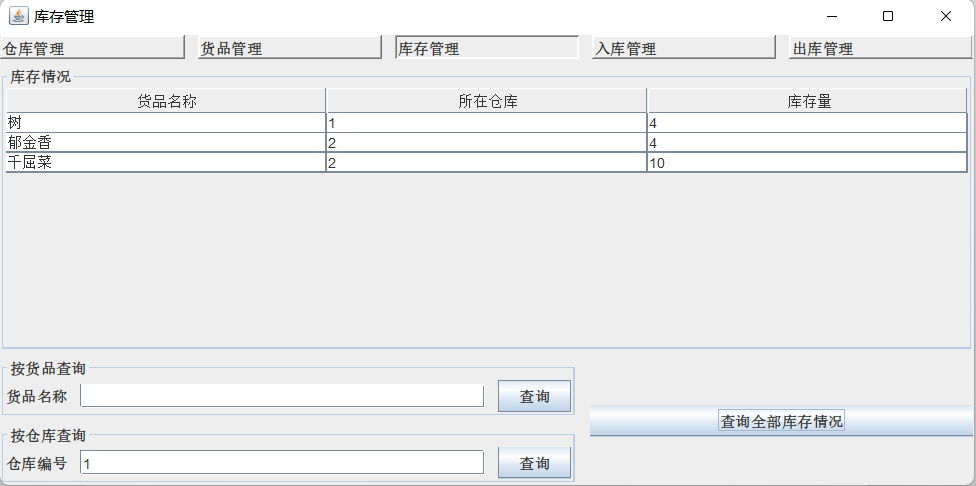 库存管理
仓库管理 货品管理 库存管理 入库管理 出库管理
库存情况
货品名称 所在仓库 库存量
树 1 4
郁金香 2 4
千屈菜 2 10
按货品查询
货品名称 查询
查询全部库存情况
按仓库查询
仓库编号 1 查询